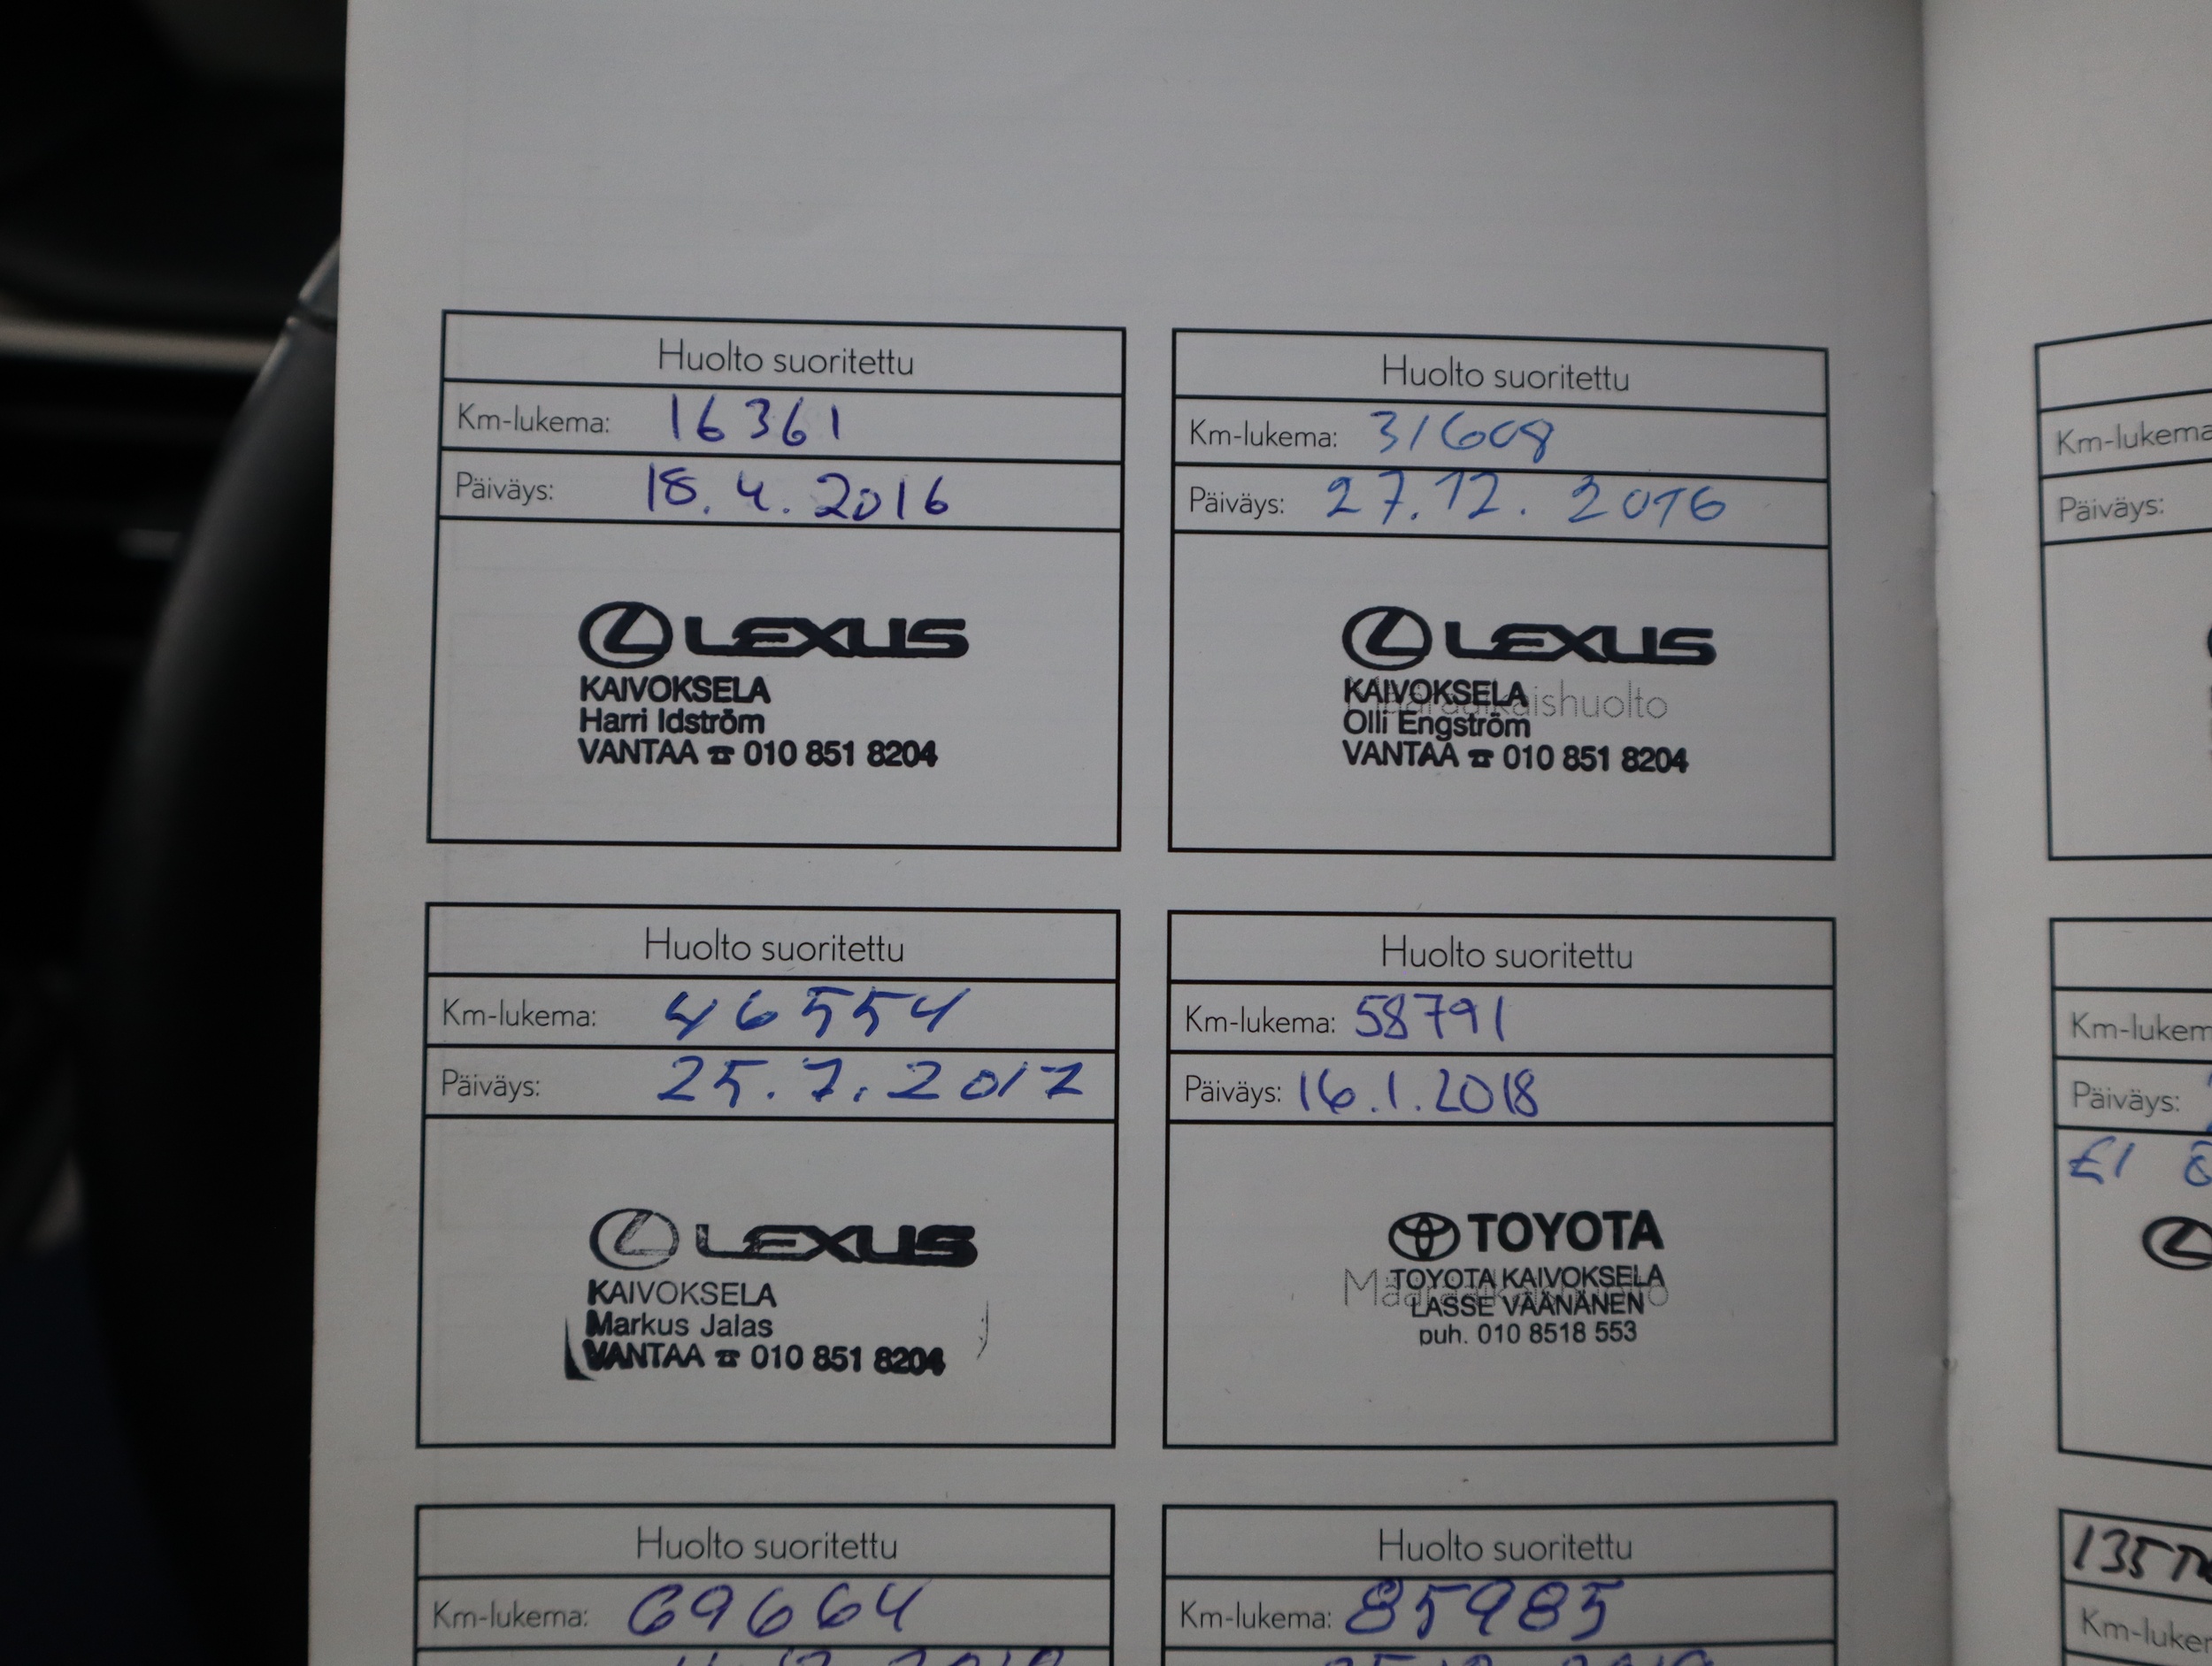 Huolto suoritettu
Km-lukema: 16361
Päiväys: 18.4.2016
LEXUS
KAIVOKSELA
Harri Idström
VANTAA ☎ 010 851 8204
Huolto suoritettu
Km-lukema: 31608
Päiväys: 27.12.2016
LEXUS
KAIVOKSELA
Olli Engström
VANTAA ☎ 010 851 8204
Huolto suoritettu
Km-lukema: 46554
Päiväys: 25.7.2017
LEXUS
KAIVOKSELA
Markus Jalas
VANTAA ☎ 010 851 8204
Huolto suoritettu
Km-lukema: 58791
Päiväys: 16.1.2018
TOYOTA
Määräaikaishuolto
TOYOTA KAIVOKSELA
LASSE VÄÄNÄNEN
puh. 010 8518 553
Huolto suoritettu
Km-lukema: 69664
Huolto suoritettu
Km-lukema: 85985
Km-lukema
Päiväys:
Km-lukem
Päiväys:
Km-luker